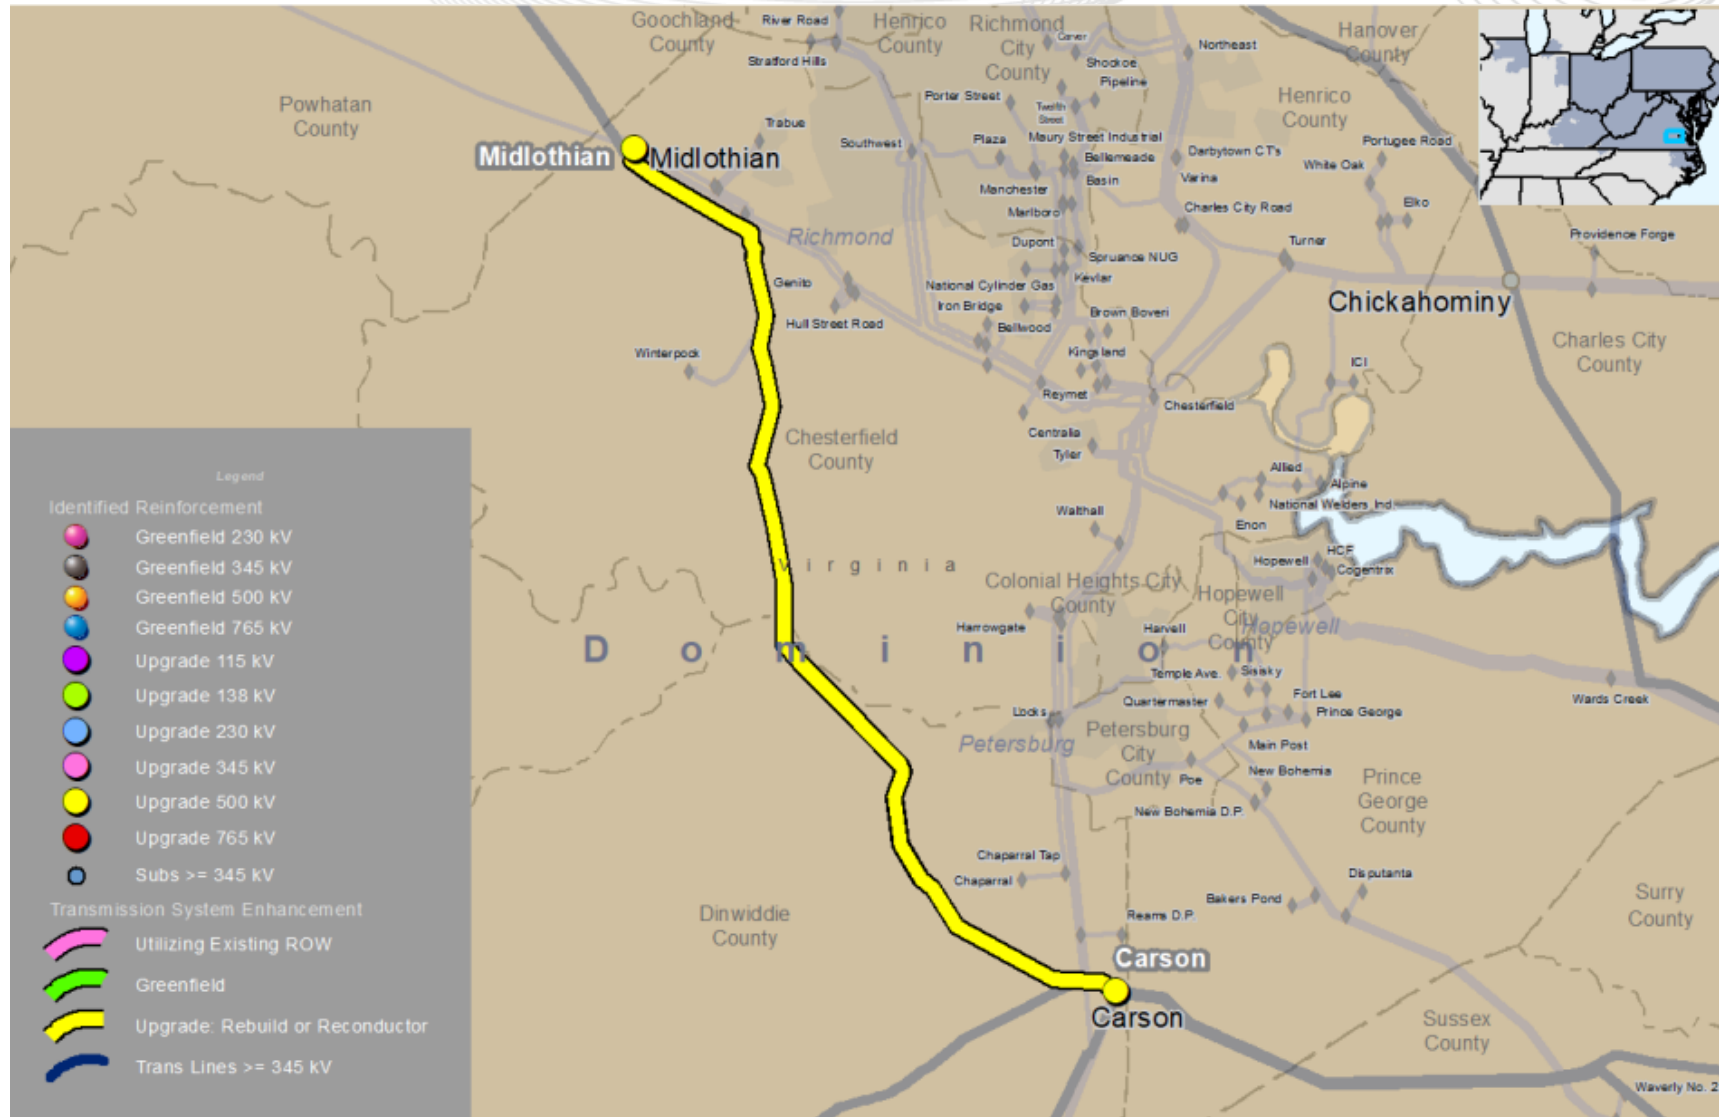 Goochland
County
River Road
Henrico
County
Richmond
City
County
Carver
Hanover
County
Northeast
Stratford Hills
Shockoe
Pipeline
Powhatan
County
Porter Street
Twelfth
Street
Henrico
County
Trabue
Southwest
Plaza
Maury Street Industrial
Portugee Road
Midlothian
Midlothian
Bellemeade
Darbytown CT's
White Oak
Manchester
Basin
Varina
Marlboro
Charles City Road
Elko
Richmond
Dupont
Turner
Providence Forge
Spruance NUG
Genito
National Cylinder Gas
Kevlar
Iron Bridge
Brown Boveri
Chickahominy
Hull Street Road
Bellwood
Winterpock
Kingsland
Charles City
County
ICI
Reymet
Chesterfield
Chesterfield
County
Centralia
Tyler
Allied
Alpine
National Welders Ind.
Walthall
Enon
Virginia
Hopewell
HCF
Cogentrix
Colonial Heights City
County
Hopewell
City
County
Hopewell
Harrowgate
Harvell
Dominion
Temple Ave.
Sisisky
Quartermaster
Fort Lee
Prince George
Wards Creek
Locks
Petersburg
Petersburg
City
County
Main Post
Poe
New Bohemia
New Bohemia D.P.
Prince
George
County
Chaparral Tap
Chaparral
Disputanta
Bakers Pond
Dinwiddie
County
Reams D.P.
Surry
County
Carson
Carson
Sussex
County
Waverly No. 2
Legend
Identified Reinforcement
Greenfield 230 kV
Greenfield 345 kV
Greenfield 500 kV
Greenfield 765 kV
Upgrade 115 kV
Upgrade 138 kV
Upgrade 230 kV
Upgrade 345 kV
Upgrade 500 kV
Upgrade 765 kV
Subs >= 345 kV
Transmission System Enhancement
Utilizing Existing ROW
Greenfield
Upgrade: Rebuild or Reconductor
Trans Lines >= 345 kV